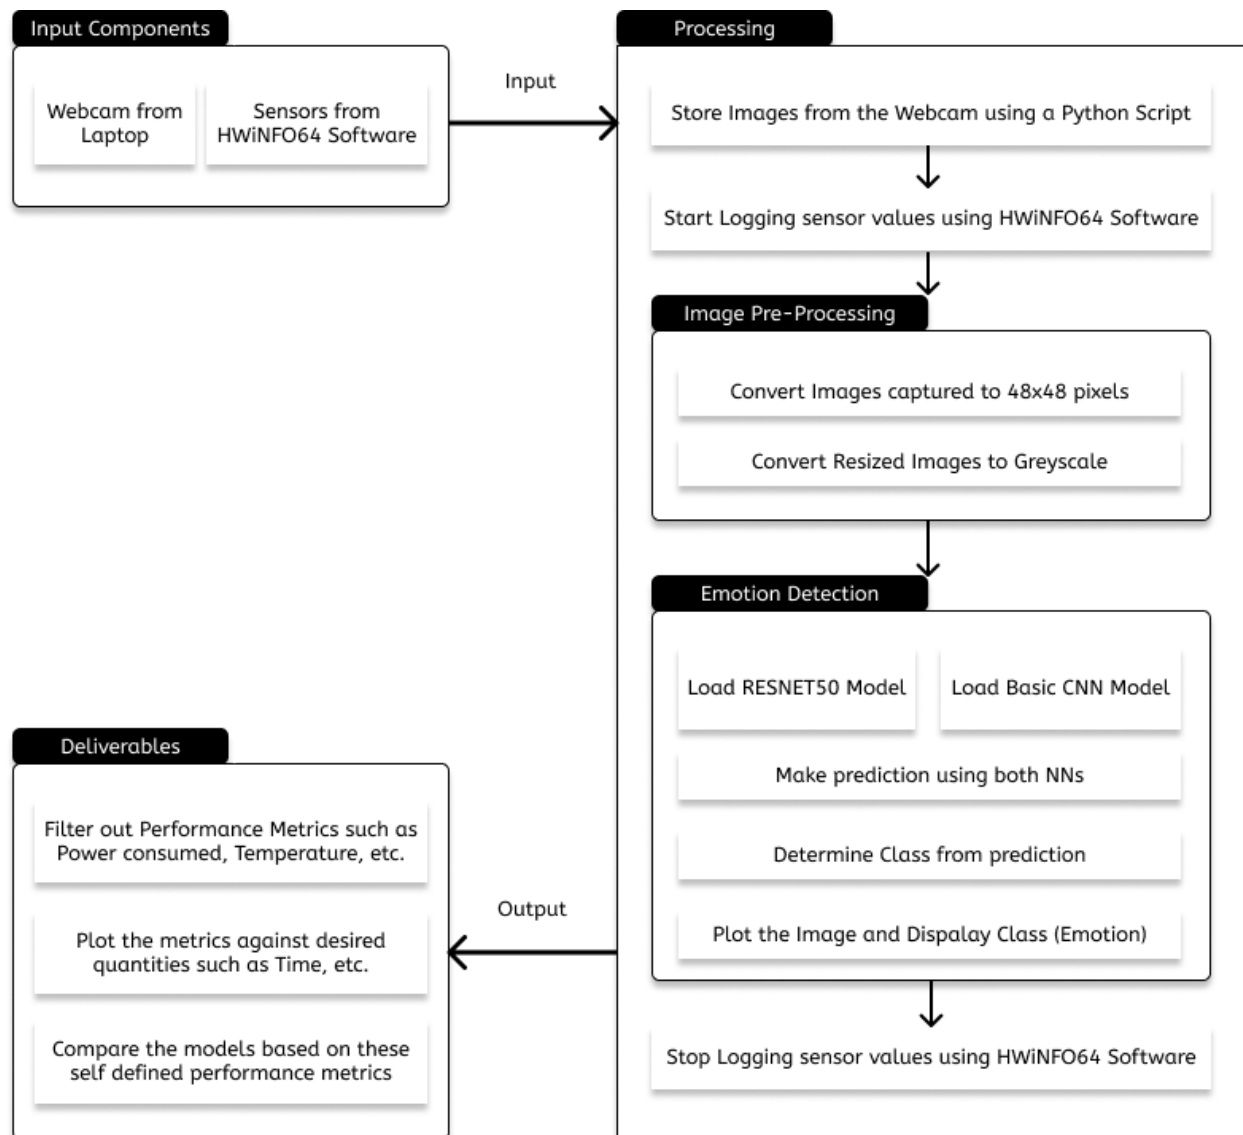 Input Components
Webcam from
Laptop
Sensors from
HWiNFO64 Software
Input
Processing
Store Images from the Webcam using a Python Script
Start Logging sensor values using HWiNFO64 Software
Image Pre-Processing
Convert Images captured to 48x48 pixels
Convert Resized Images to Greyscale
Emotion Detection
Load RESNET50 Model
Load Basic CNN Model
Make prediction using both NNs
Determine Class from prediction
Plot the Image and Dispalay Class (Emotion)
Stop Logging sensor values using HWiNFO64 Software
Output
Deliverables
Filter out Performance Metrics such as
Power consumed, Temperature, etc.
Plot the metrics against desired
quantities such as Time, etc.
Compare the models based on these
self defined performance metrics